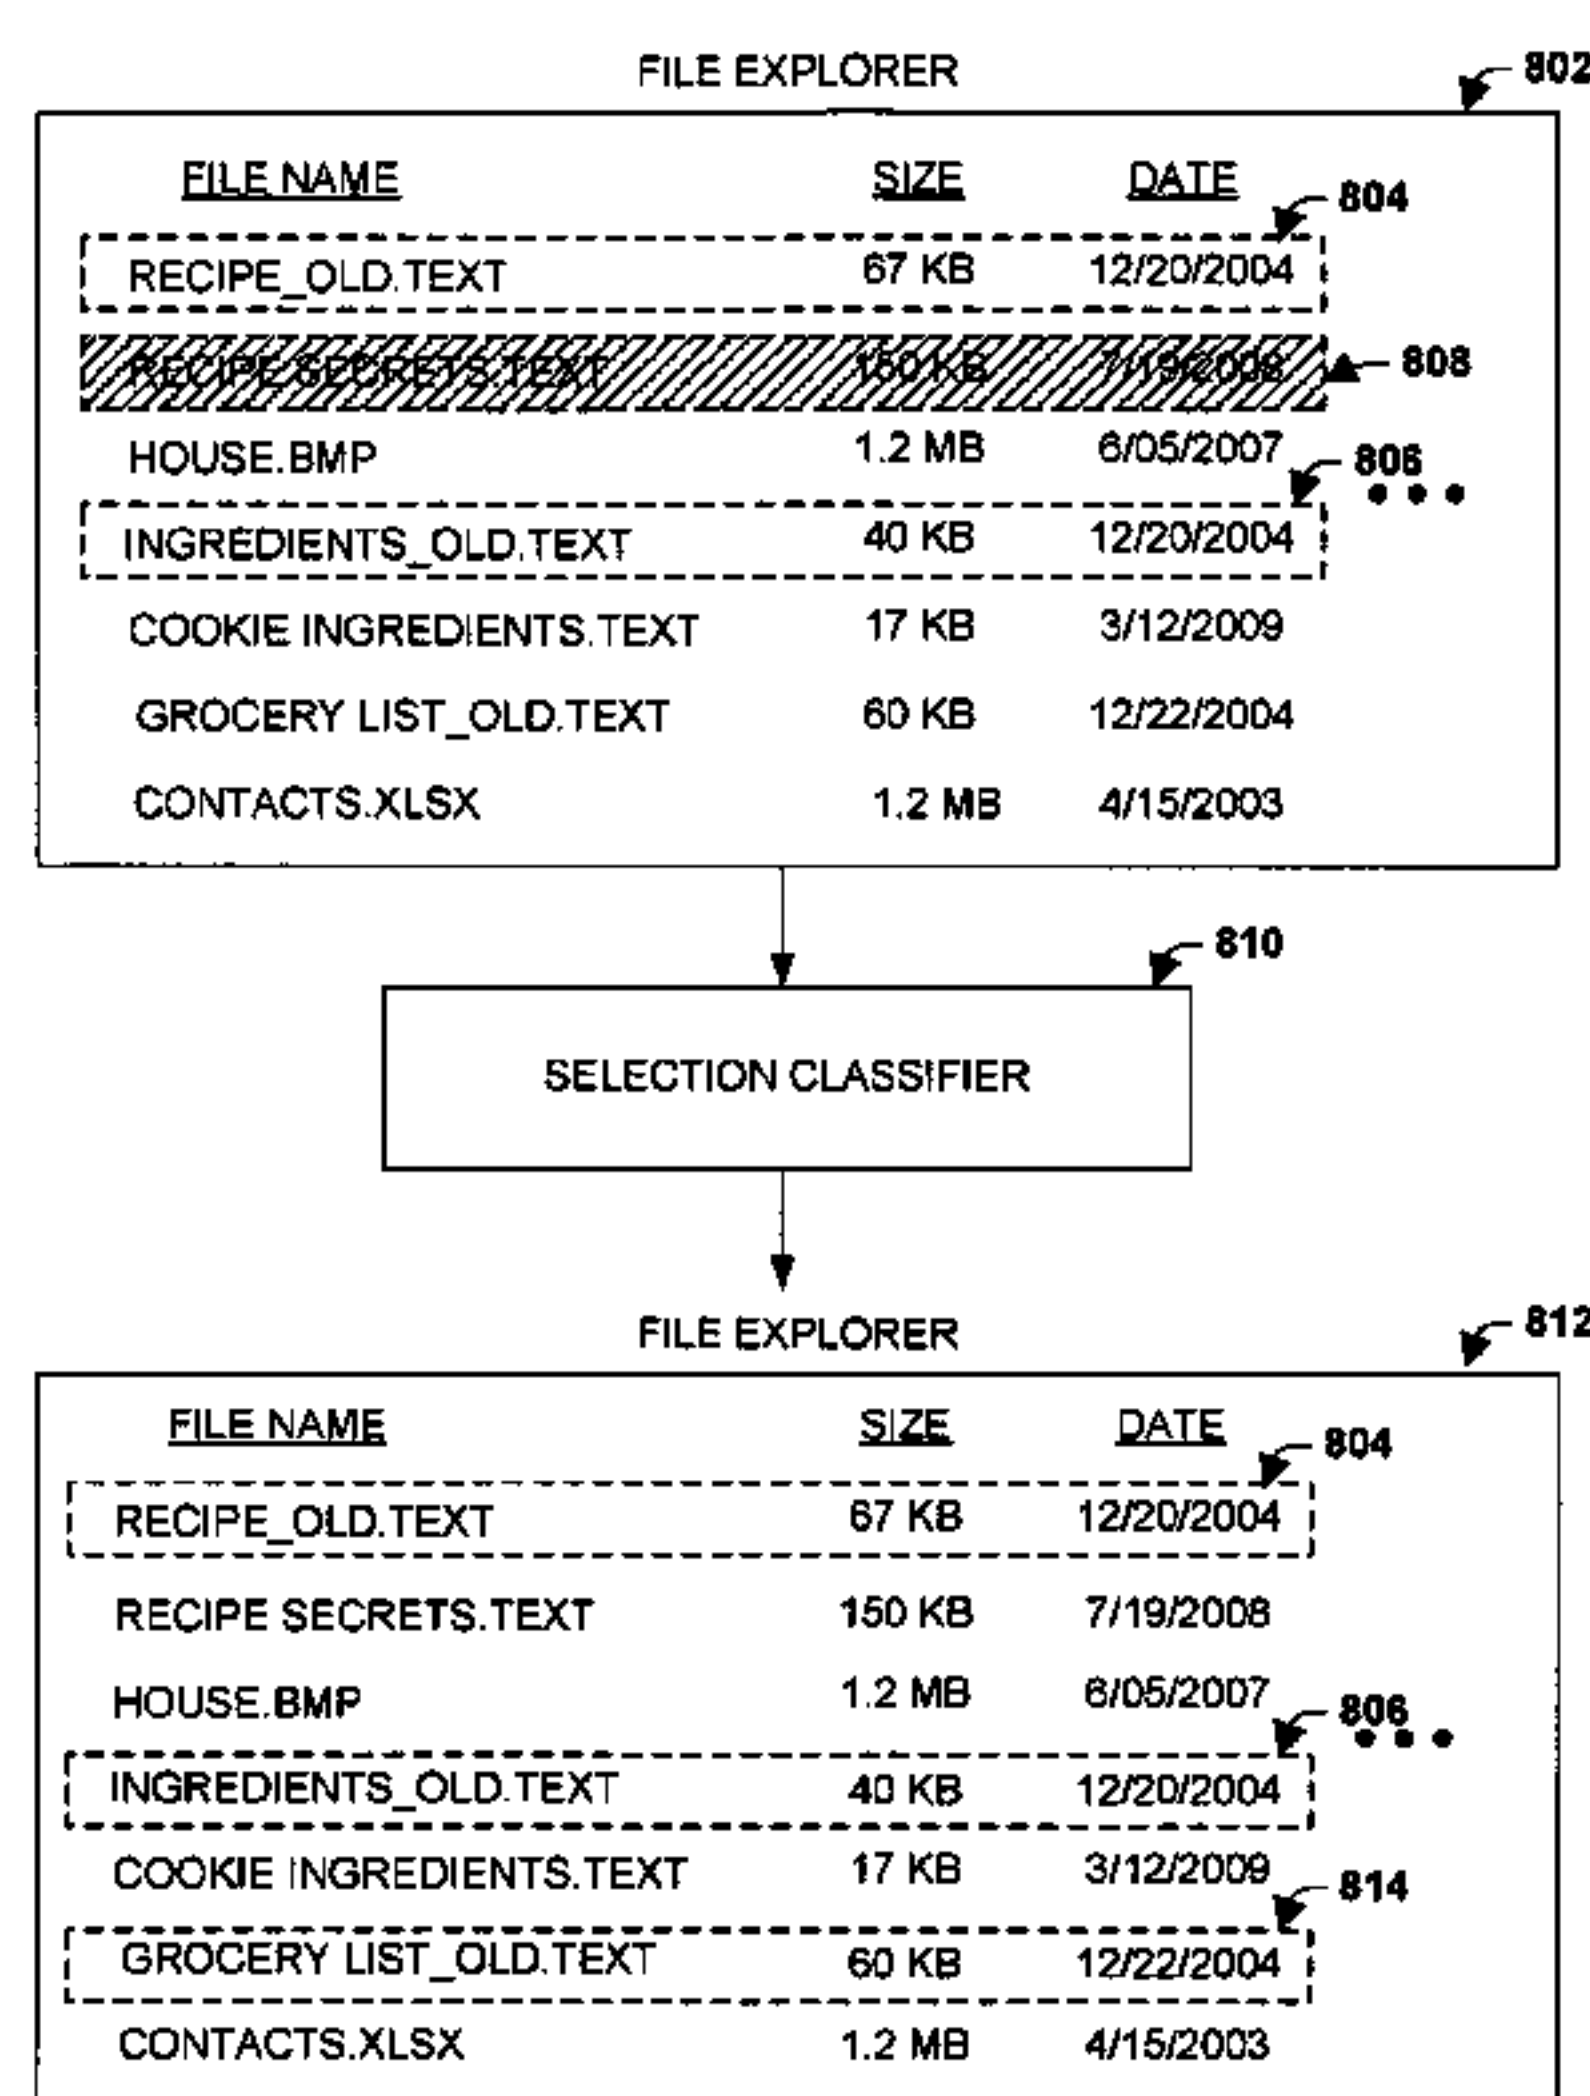 FILE EXPLORER 802
FILE NAME SIZE DATE
804
RECIPE_OLD.TEXT 67 KB 12/20/2004
RECIPE SECRETS.TEXT 150 KB 7/19/2008
808
HOUSE.BMP 1.2 MB 6/05/2007
806
INGREDIENTS_OLD.TEXT 40 KB 12/20/2004
COOKIE INGREDIENTS.TEXT 17 KB 3/12/2009
GROCERY LIST_OLD.TEXT 60 KB 12/22/2004
CONTACTS.XLSX 1.2 MB 4/15/2003
810
SELECTION CLASSIFIER
FILE EXPLORER 812
FILE NAME SIZE DATE
804
RECIPE_OLD.TEXT 67 KB 12/20/2004
RECIPE SECRETS.TEXT 150 KB 7/19/2008
HOUSE.BMP 1.2 MB 6/05/2007
806
INGREDIENTS_OLD.TEXT 40 KB 12/20/2004
COOKIE INGREDIENTS.TEXT 17 KB 3/12/2009
814
GROCERY LIST_OLD.TEXT 60 KB 12/22/2004
CONTACTS.XLSX 1.2 MB 4/15/2003